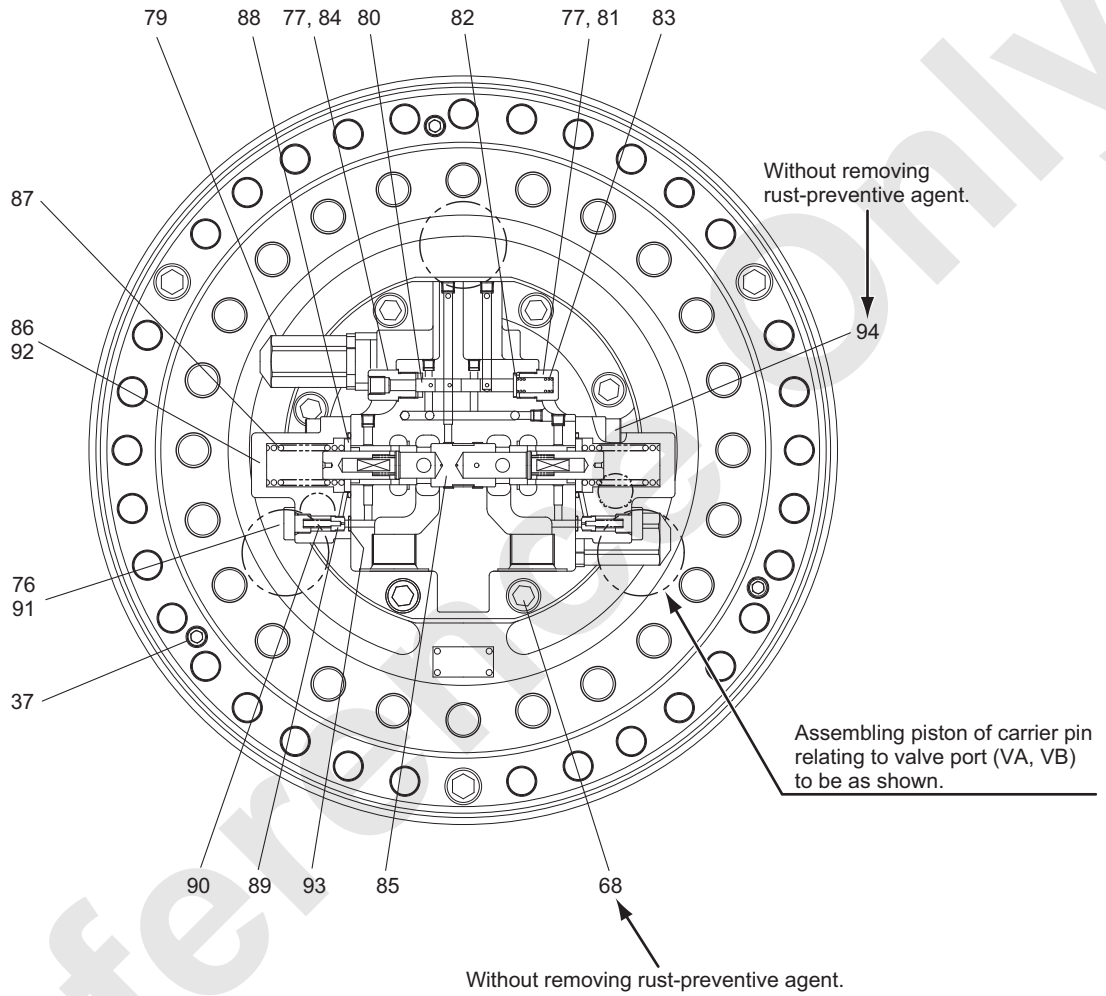 79 88 77, 84 80 82 77, 81 83
Without removing
rust-preventive agent.
87
86
92
94
76
91
37
Assembling piston of carrier pin
relating to valve port (VA, VB)
to be as shown.
90 89 93 85 68
Without removing rust-preventive agent.
ference Only